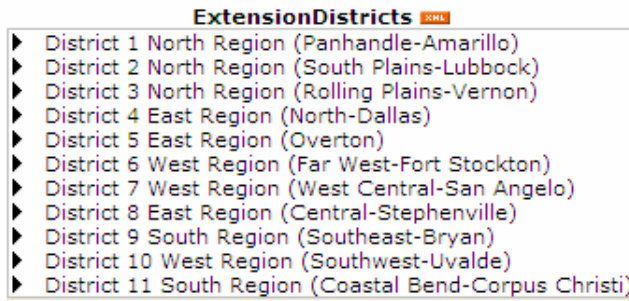 ExtensionDistricts XML
District 1 North Region (Panhandle-Amarillo)
District 2 North Region (South Plains-Lubbock)
District 3 North Region (Rolling Plains-Vernon)
District 4 East Region (North-Dallas)
District 5 East Region (Overton)
District 6 West Region (Far West-Fort Stockton)
District 7 West Region (West Central-San Angelo)
District 8 East Region (Central-Stephenville)
District 9 South Region (Southeast-Bryan)
District 10 West Region (Southwest-Uvalde)
District 11 South Region (Coastal Bend-Corpus Christi)